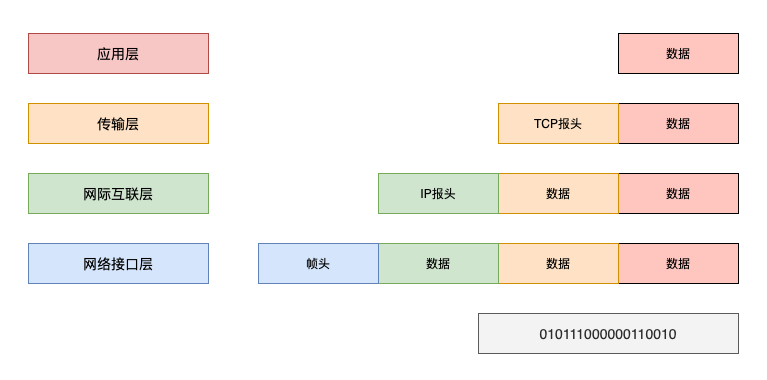 应用层
数据
传输层
TCP报头
数据
网际互联层
IP报头
数据
数据
网络接口层
帧头
数据
数据
数据
010111000000110010